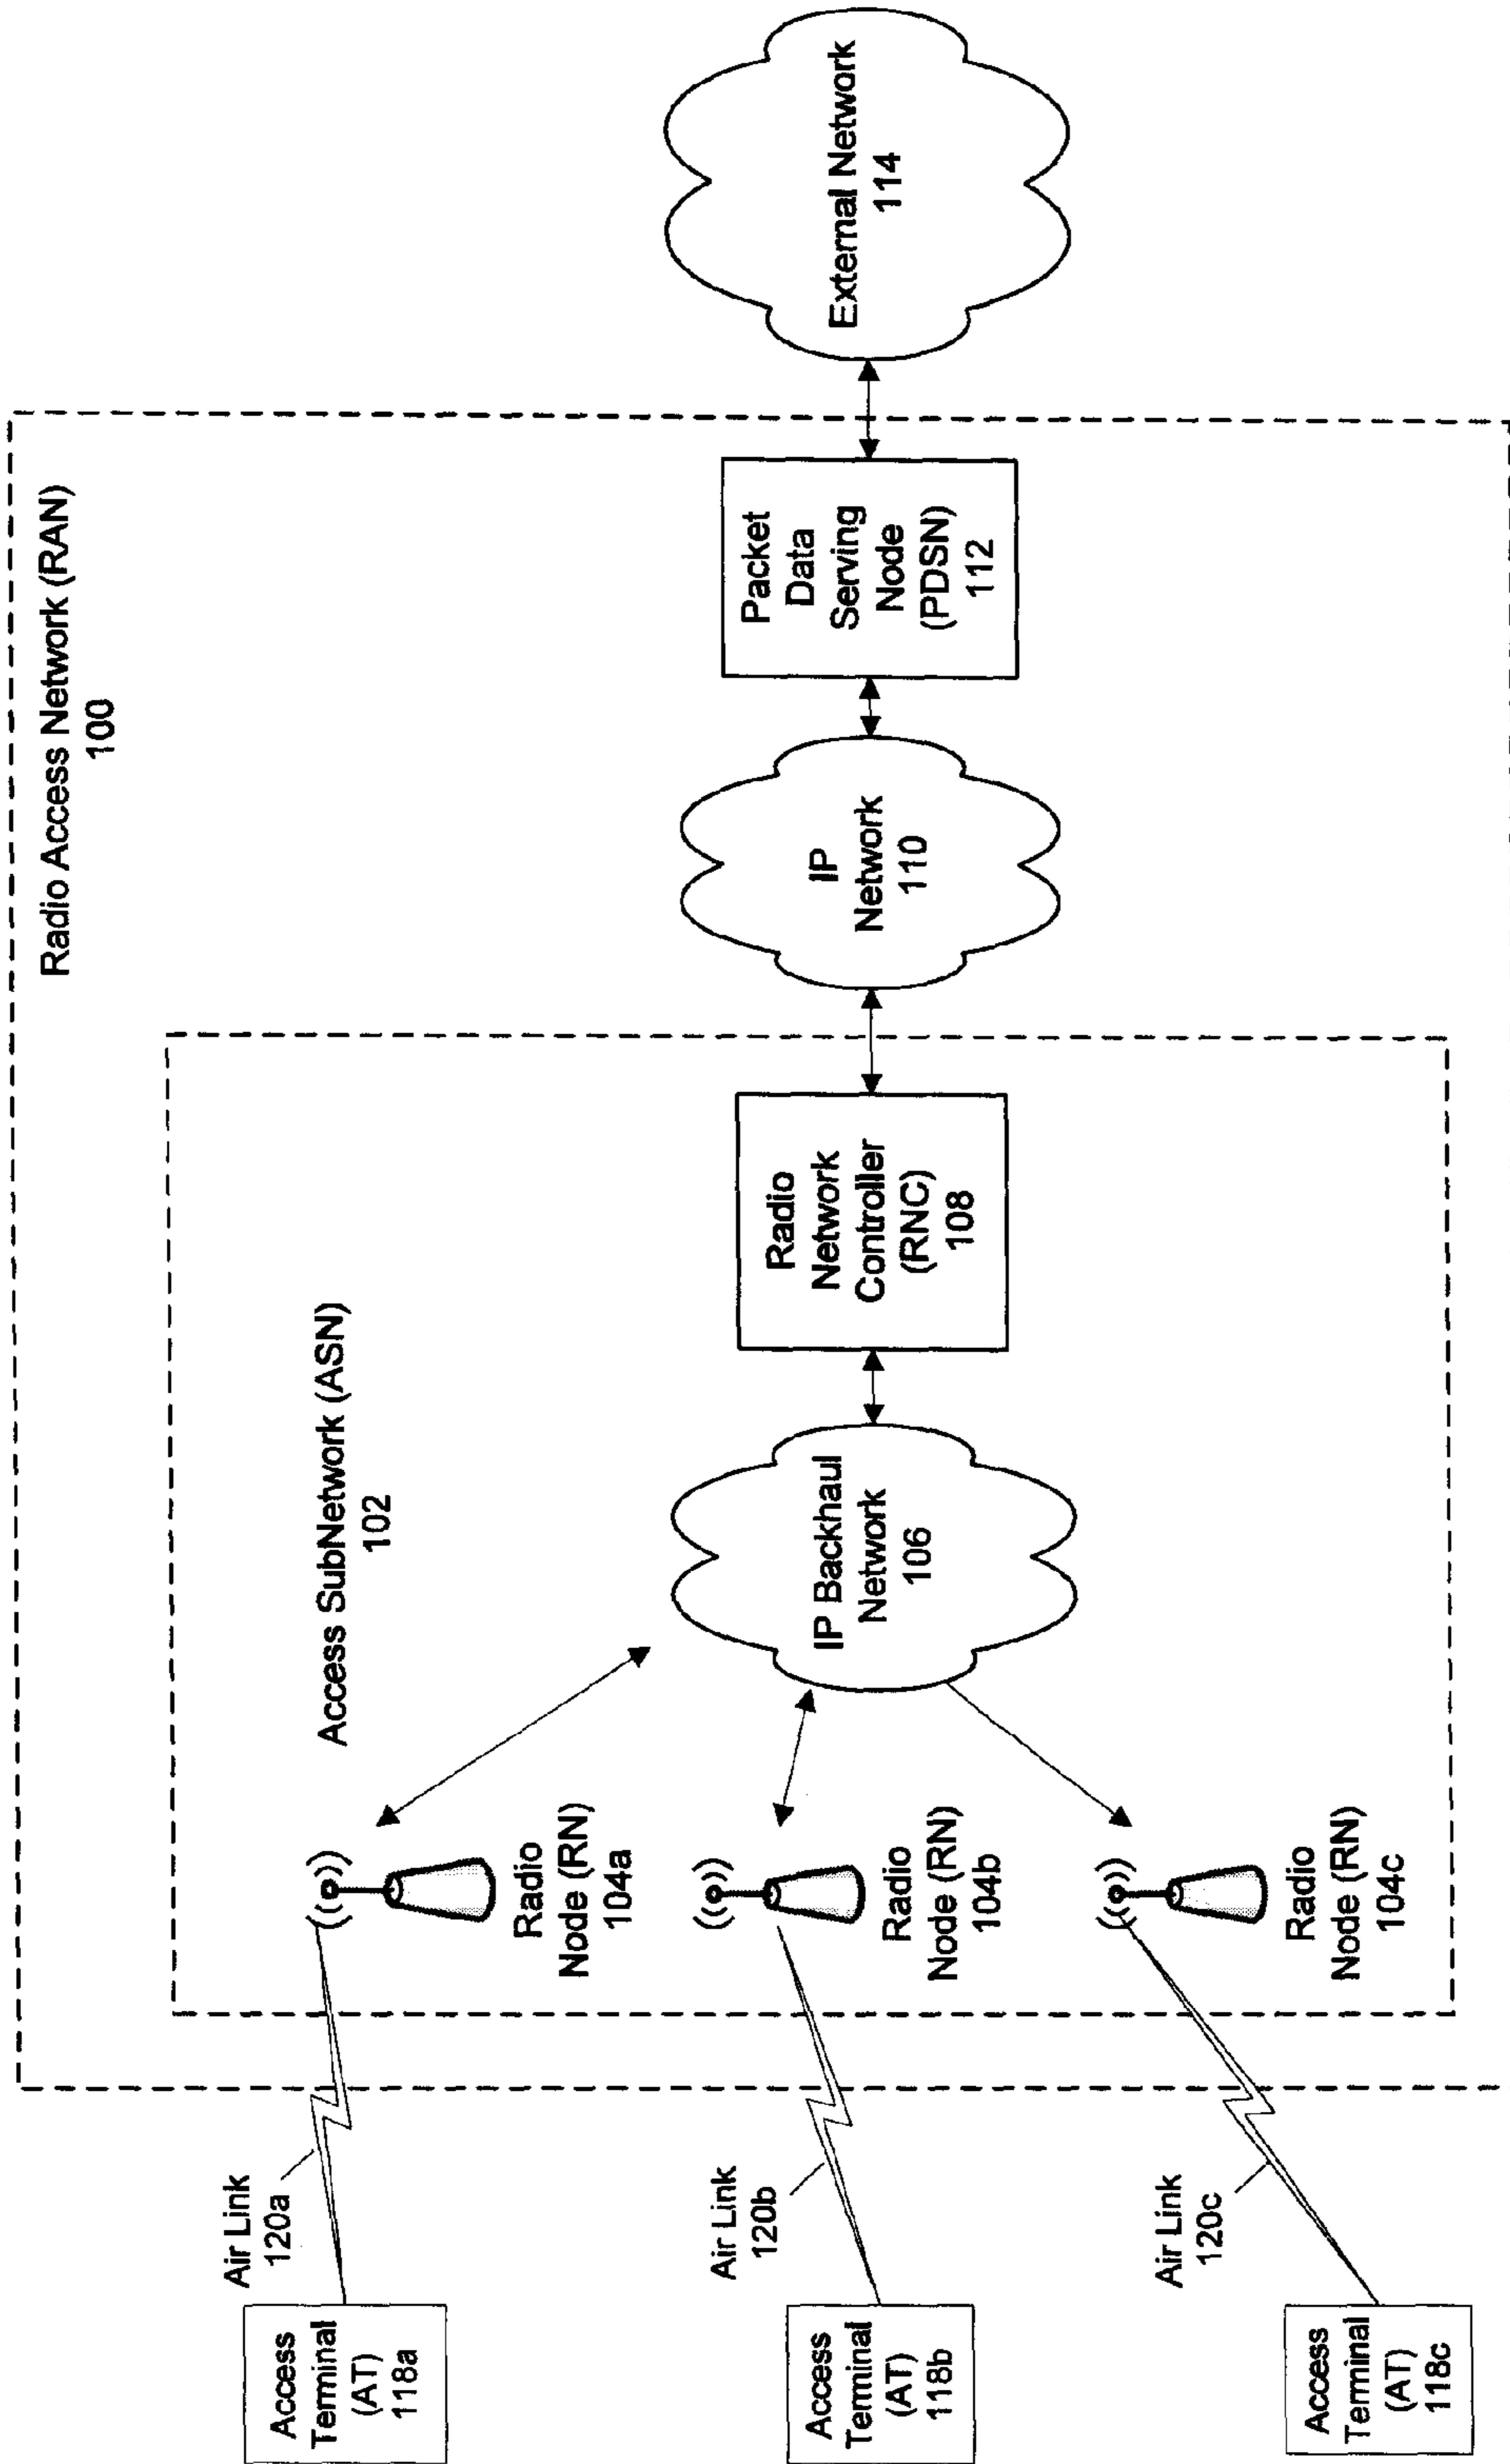 Radio Access Network (RAN)
100
Access SubNetwork (ASN)
102
Access
Terminal
(AT)
118a
Air Link
120a
Radio
Node (RN)
104a
Access
Terminal
(AT)
118b
Air Link
120b
Radio
Node (RN)
104b
Access
Terminal
(AT)
118c
Air Link
120c
Radio
Node (RN)
104c
IP Backhaul
Network
106
Radio
Network
Controller
(RNC)
108
IP
Network
110
Packet
Data
Serving
Node
(PDSN)
112
External Network
114